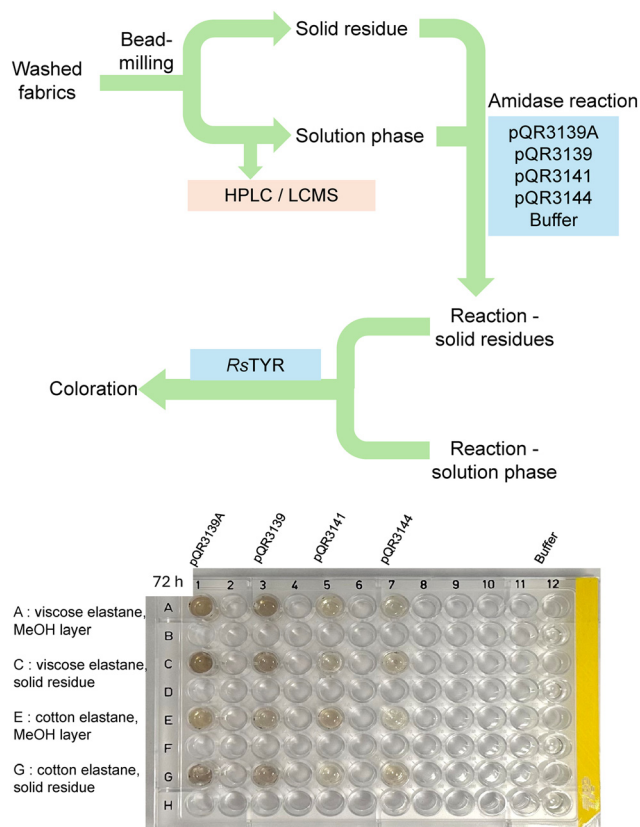 Solid residue
Bead-
milling
Washed
fabrics
Solution phase
HPLC / LCMS
Amidase reaction
pQR3139A
pQR3139
pQR3141
pQR3144
Buffer
Reaction -
solid residues
RsTYR
Coloration
Reaction -
solution phase
pQR3139A
pQR3139
pQR3141
pQR3144
Buffer
72 h
1 2 3 4 5 6 7 8 9 10 11 12
A : viscose elastane,
MeOH layer
C : viscose elastane,
solid residue
E : cotton elastane,
MeOH layer
G : cotton elastane,
solid residue
A
B
C
D
E
F
G
H